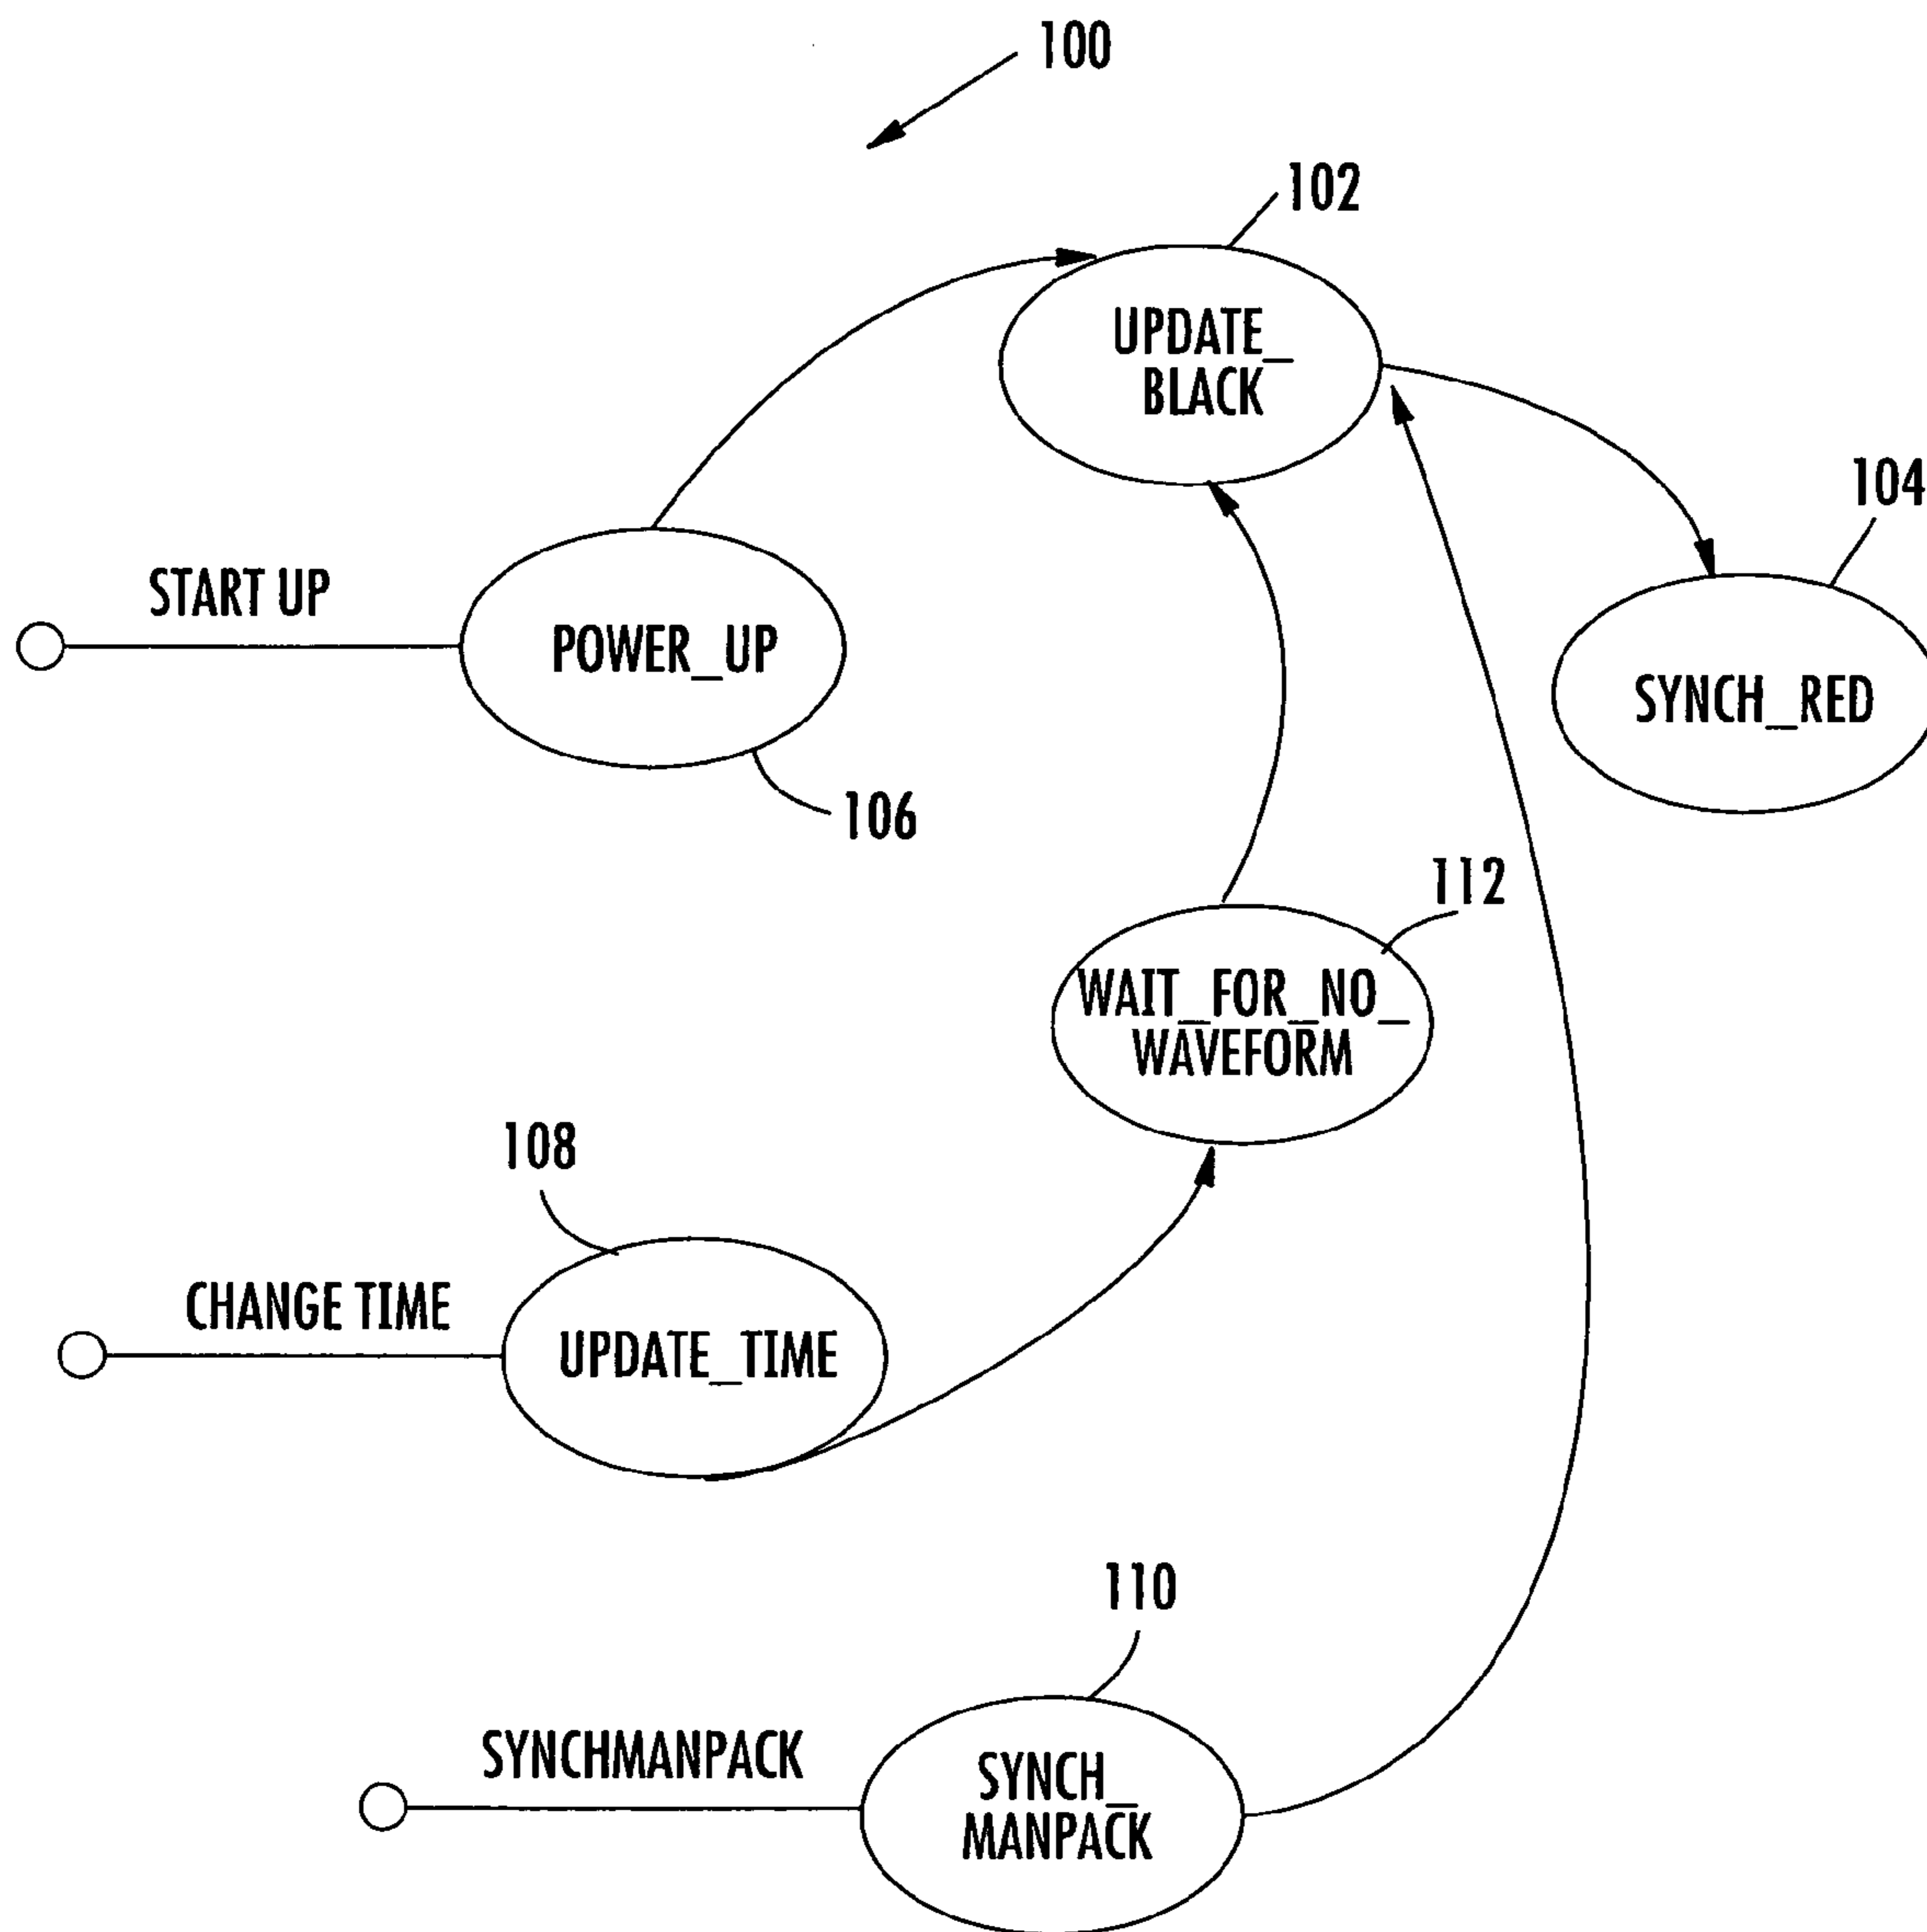 100
102
UPDATE_
BLACK
104
START UP
POWER_UP
SYNCH_RED
106
112
WAIT_FOR_NO_
WAVEFORM
108
CHANGE TIME
UPDATE_TIME
110
SYNCHMANPACK
SYNCH_
MANPACK